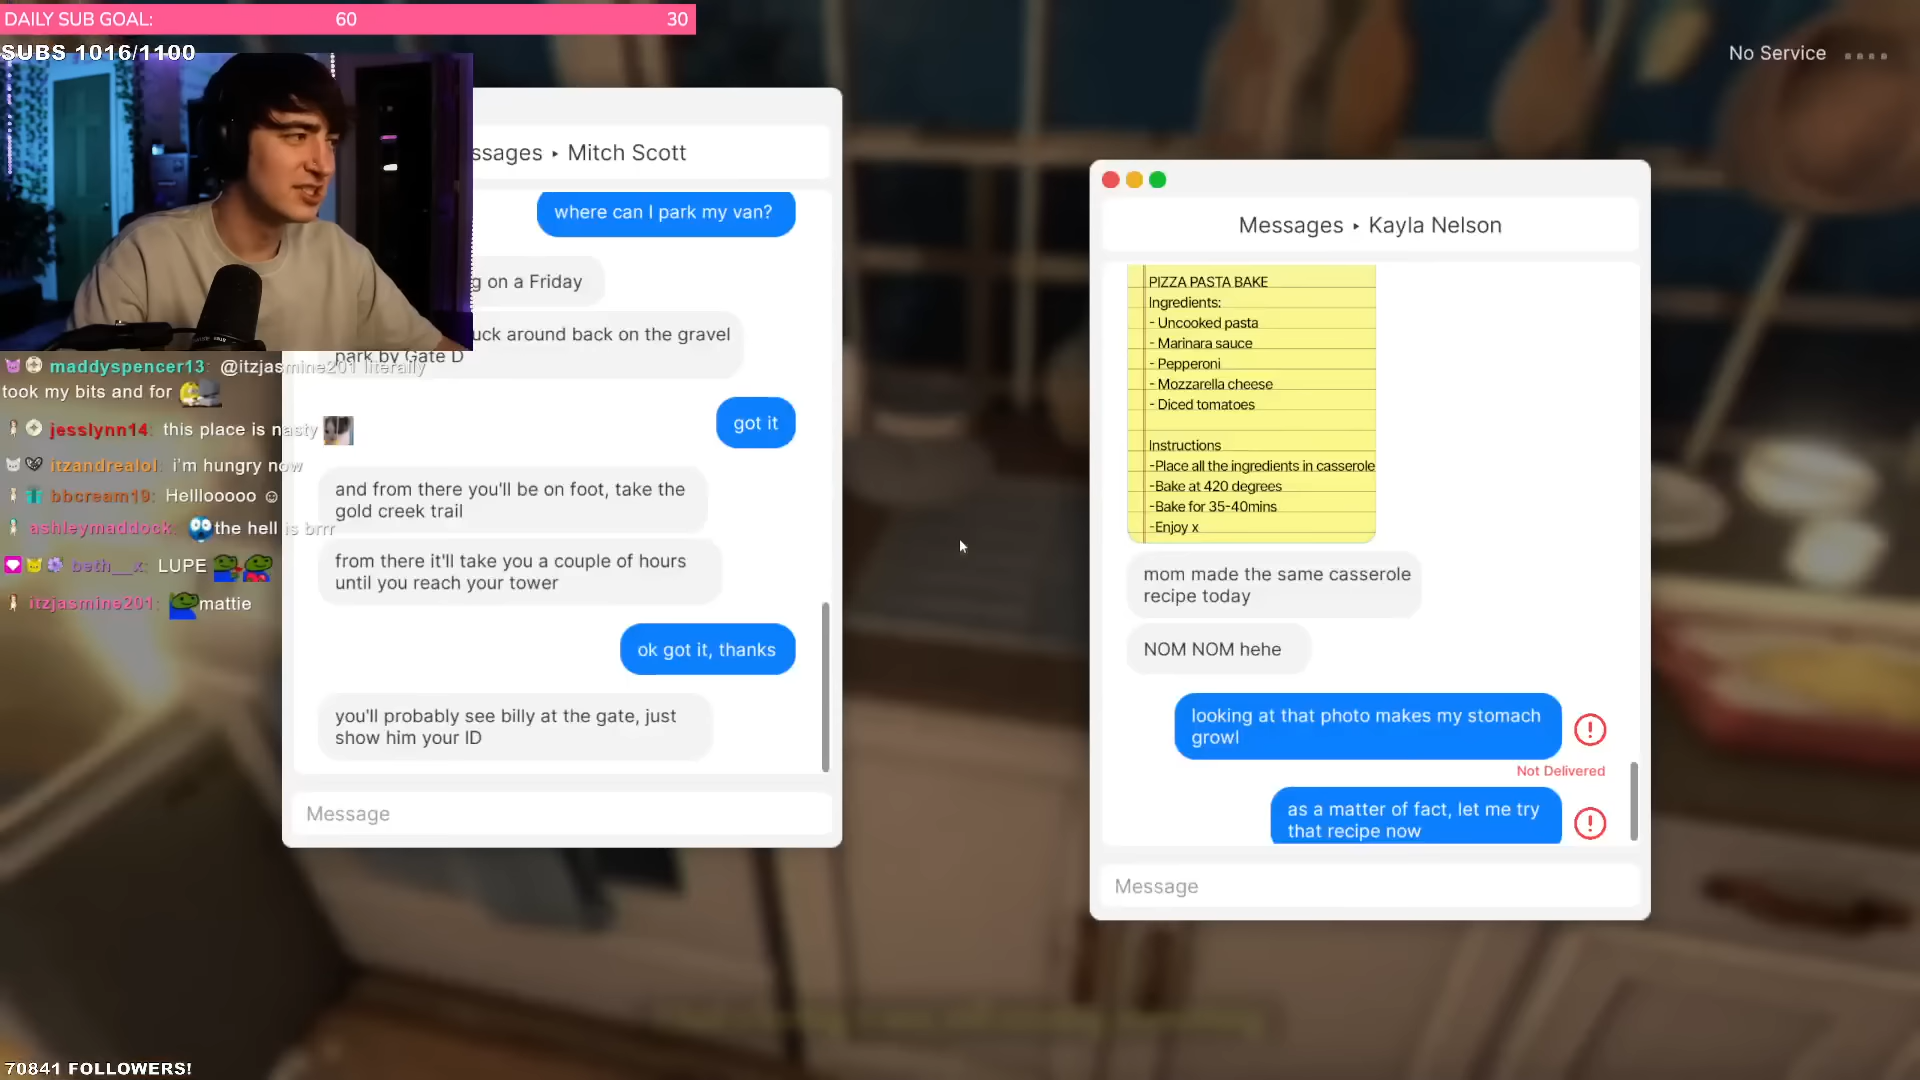 DAILY SUB GOAL: 60 30
SUBS 1016/1100
No Service
ssages ▸ Mitch Scott
where can I park my van?
g on a Friday
uck around back on the gravel
park by Gate D
got it
and from there you'll be on foot, take the
gold creek trail
from there it'll take you a couple of hours
until you reach your tower
ok got it, thanks
you'll probably see billy at the gate, just
show him your ID
Message
maddyspencer13: @itzjasmine201 literally
took my bits and for
jesslynn14: this place is nasty
itzandrealol: i'm hungry now
bbcream19: Helllooooo ☺
ashleymaddock: the hell is brrr
beth__x: LUPE
itzjasmine201: mattie
Messages ▸ Kayla Nelson
PIZZA PASTA BAKE
Ingredients:
- Uncooked pasta
- Marinara sauce
- Pepperoni
- Mozzarella cheese
- Diced tomatoes
Instructions
-Place all the ingredients in casserole
-Bake at 420 degrees
-Bake for 35-40mins
-Enjoy x
mom made the same casserole
recipe today
NOM NOM hehe
looking at that photo makes my stomach
growl
Not Delivered
as a matter of fact, let me try
that recipe now
Message
70841 FOLLOWERS!